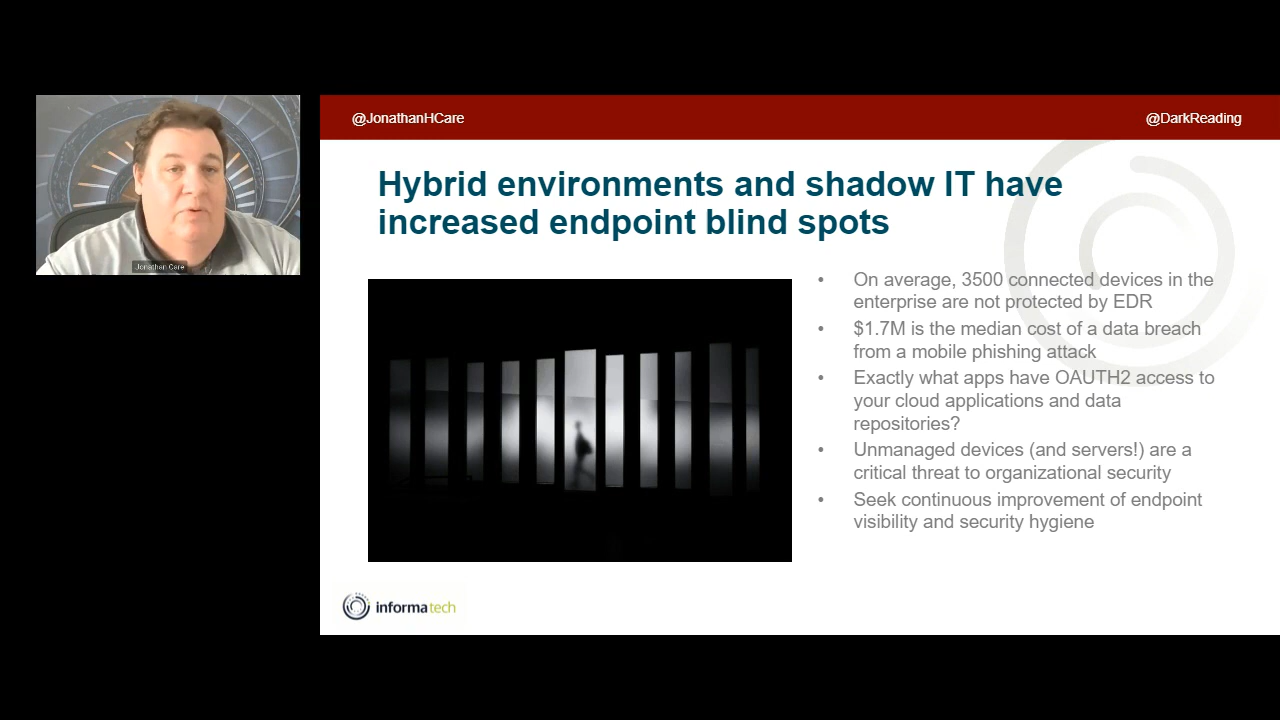 @JonathanHCare
@DarkReading
Jonathan Care
Hybrid environments and shadow IT have
increased endpoint blind spots
• On average, 3500 connected devices in the
enterprise are not protected by EDR
• $1.7M is the median cost of a data breach
from a mobile phishing attack
• Exactly what apps have OAUTH2 access to
your cloud applications and data
repositories?
• Unmanaged devices (and servers!) are a
critical threat to organizational security
• Seek continuous improvement of endpoint
visibility and security hygiene
informa tech